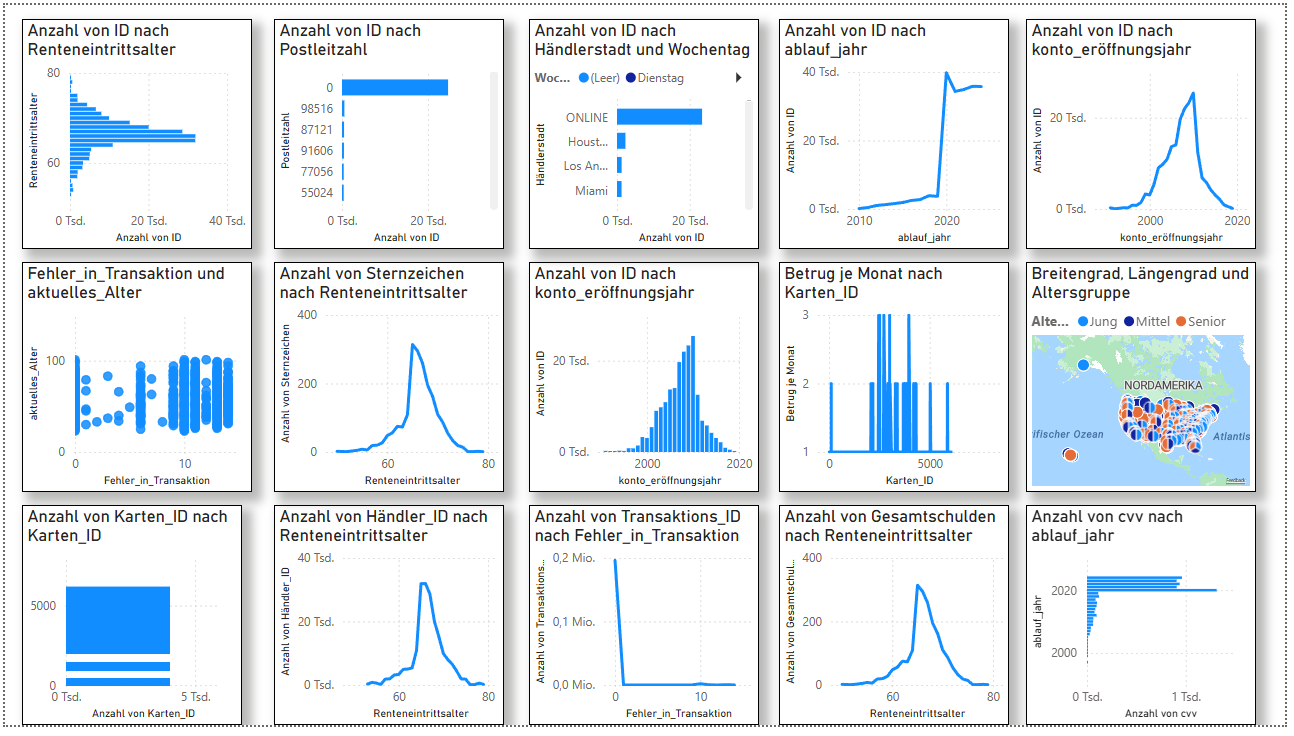 Anzahl von ID nach
Renteneintrittsalter
80
60
Renteneintrittsalter
0 Tsd. 20 Tsd. 40 Tsd.
Anzahl von ID
Anzahl von ID nach
Postleitzahl
0
98516
87121
91606
77056
55024
Postleitzahl
0 Tsd. 20 Tsd.
Anzahl von ID
Anzahl von ID nach
Händlerstadt und Wochentag
Woc... (Leer) Dienstag
ONLINE
Houst...
Los An...
Miami
Händlerstadt
0 Tsd. 20 Tsd.
Anzahl von ID
Anzahl von ID nach
ablauf_jahr
40 Tsd.
20 Tsd.
0 Tsd.
Anzahl von ID
2010 2020
ablauf_jahr
Anzahl von ID nach
konto_eröffnungsjahr
20 Tsd.
0 Tsd.
Anzahl von ID
2000 2020
konto_eröffnungsjahr
Fehler_in_Transaktion und
aktuelles_Alter
100
0
aktuelles_Alter
0 10
Fehler_in_Transaktion
Anzahl von Sternzeichen
nach Renteneintrittsalter
400
200
0
Anzahl von Sternzeichen
60 80
Renteneintrittsalter
Anzahl von ID nach
konto_eröffnungsjahr
20 Tsd.
0 Tsd.
Anzahl von ID
2000 2020
konto_eröffnungsjahr
Betrug je Monat nach
Karten_ID
3
2
1
Betrug je Monat
0 5000
Karten_ID
Breitengrad, Längengrad und
Altersgruppe
Alte... Jung Mittel Senior
NORDAMERIKA
ifischer Ozean
Atlantis
Feedback
Anzahl von Karten_ID nach
Karten_ID
5000
0
0 Tsd. 5 Tsd.
Anzahl von Karten_ID
Anzahl von Händler_ID nach
Renteneintrittsalter
40 Tsd.
20 Tsd.
0 Tsd.
Anzahl von Händler_ID
60 80
Renteneintrittsalter
Anzahl von Transaktions_ID
nach Fehler_in_Transaktion
0,2 Mio.
0,1 Mio.
0,0 Mio.
Anzahl von Transaktions...
0 10
Fehler_in_Transaktion
Anzahl von Gesamtschulden
nach Renteneintrittsalter
400
200
0
Anzahl von Gesamtschul...
60 80
Renteneintrittsalter
Anzahl von cvv nach
ablauf_jahr
2020
2000
ablauf_jahr
0 Tsd. 1 Tsd.
Anzahl von cvv